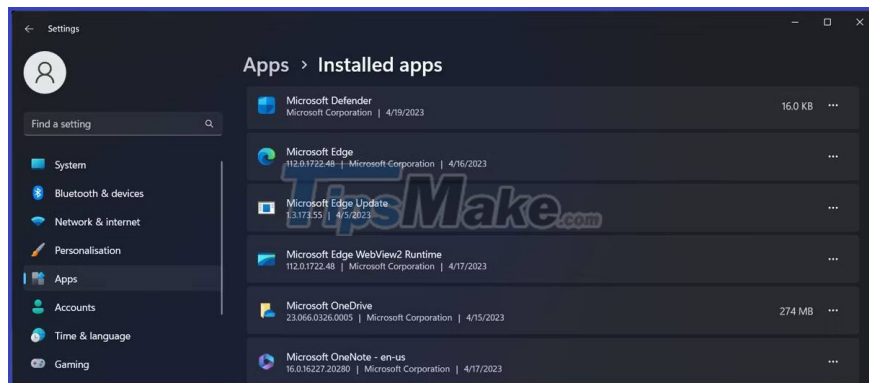 Settings
Apps > Installed apps
Find a setting
System
Bluetooth & devices
Network & internet
Personalisation
Apps
Accounts
Time & language
Gaming
Microsoft Defender
Microsoft Corporation | 4/19/2023
16.0 KB
Microsoft Edge
112.0.1722.48 | Microsoft Corporation | 4/16/2023
Microsoft Edge Update
1.3.173.55 | 4/5/2023
Microsoft Edge WebView2 Runtime
112.0.1722.48 | Microsoft Corporation | 4/17/2023
Microsoft OneDrive
23.066.0326.0005 | Microsoft Corporation | 4/15/2023
274 MB
Microsoft OneNote - en-us
16.0.16227.20280 | Microsoft Corporation | 4/17/2023
TipsMake.com